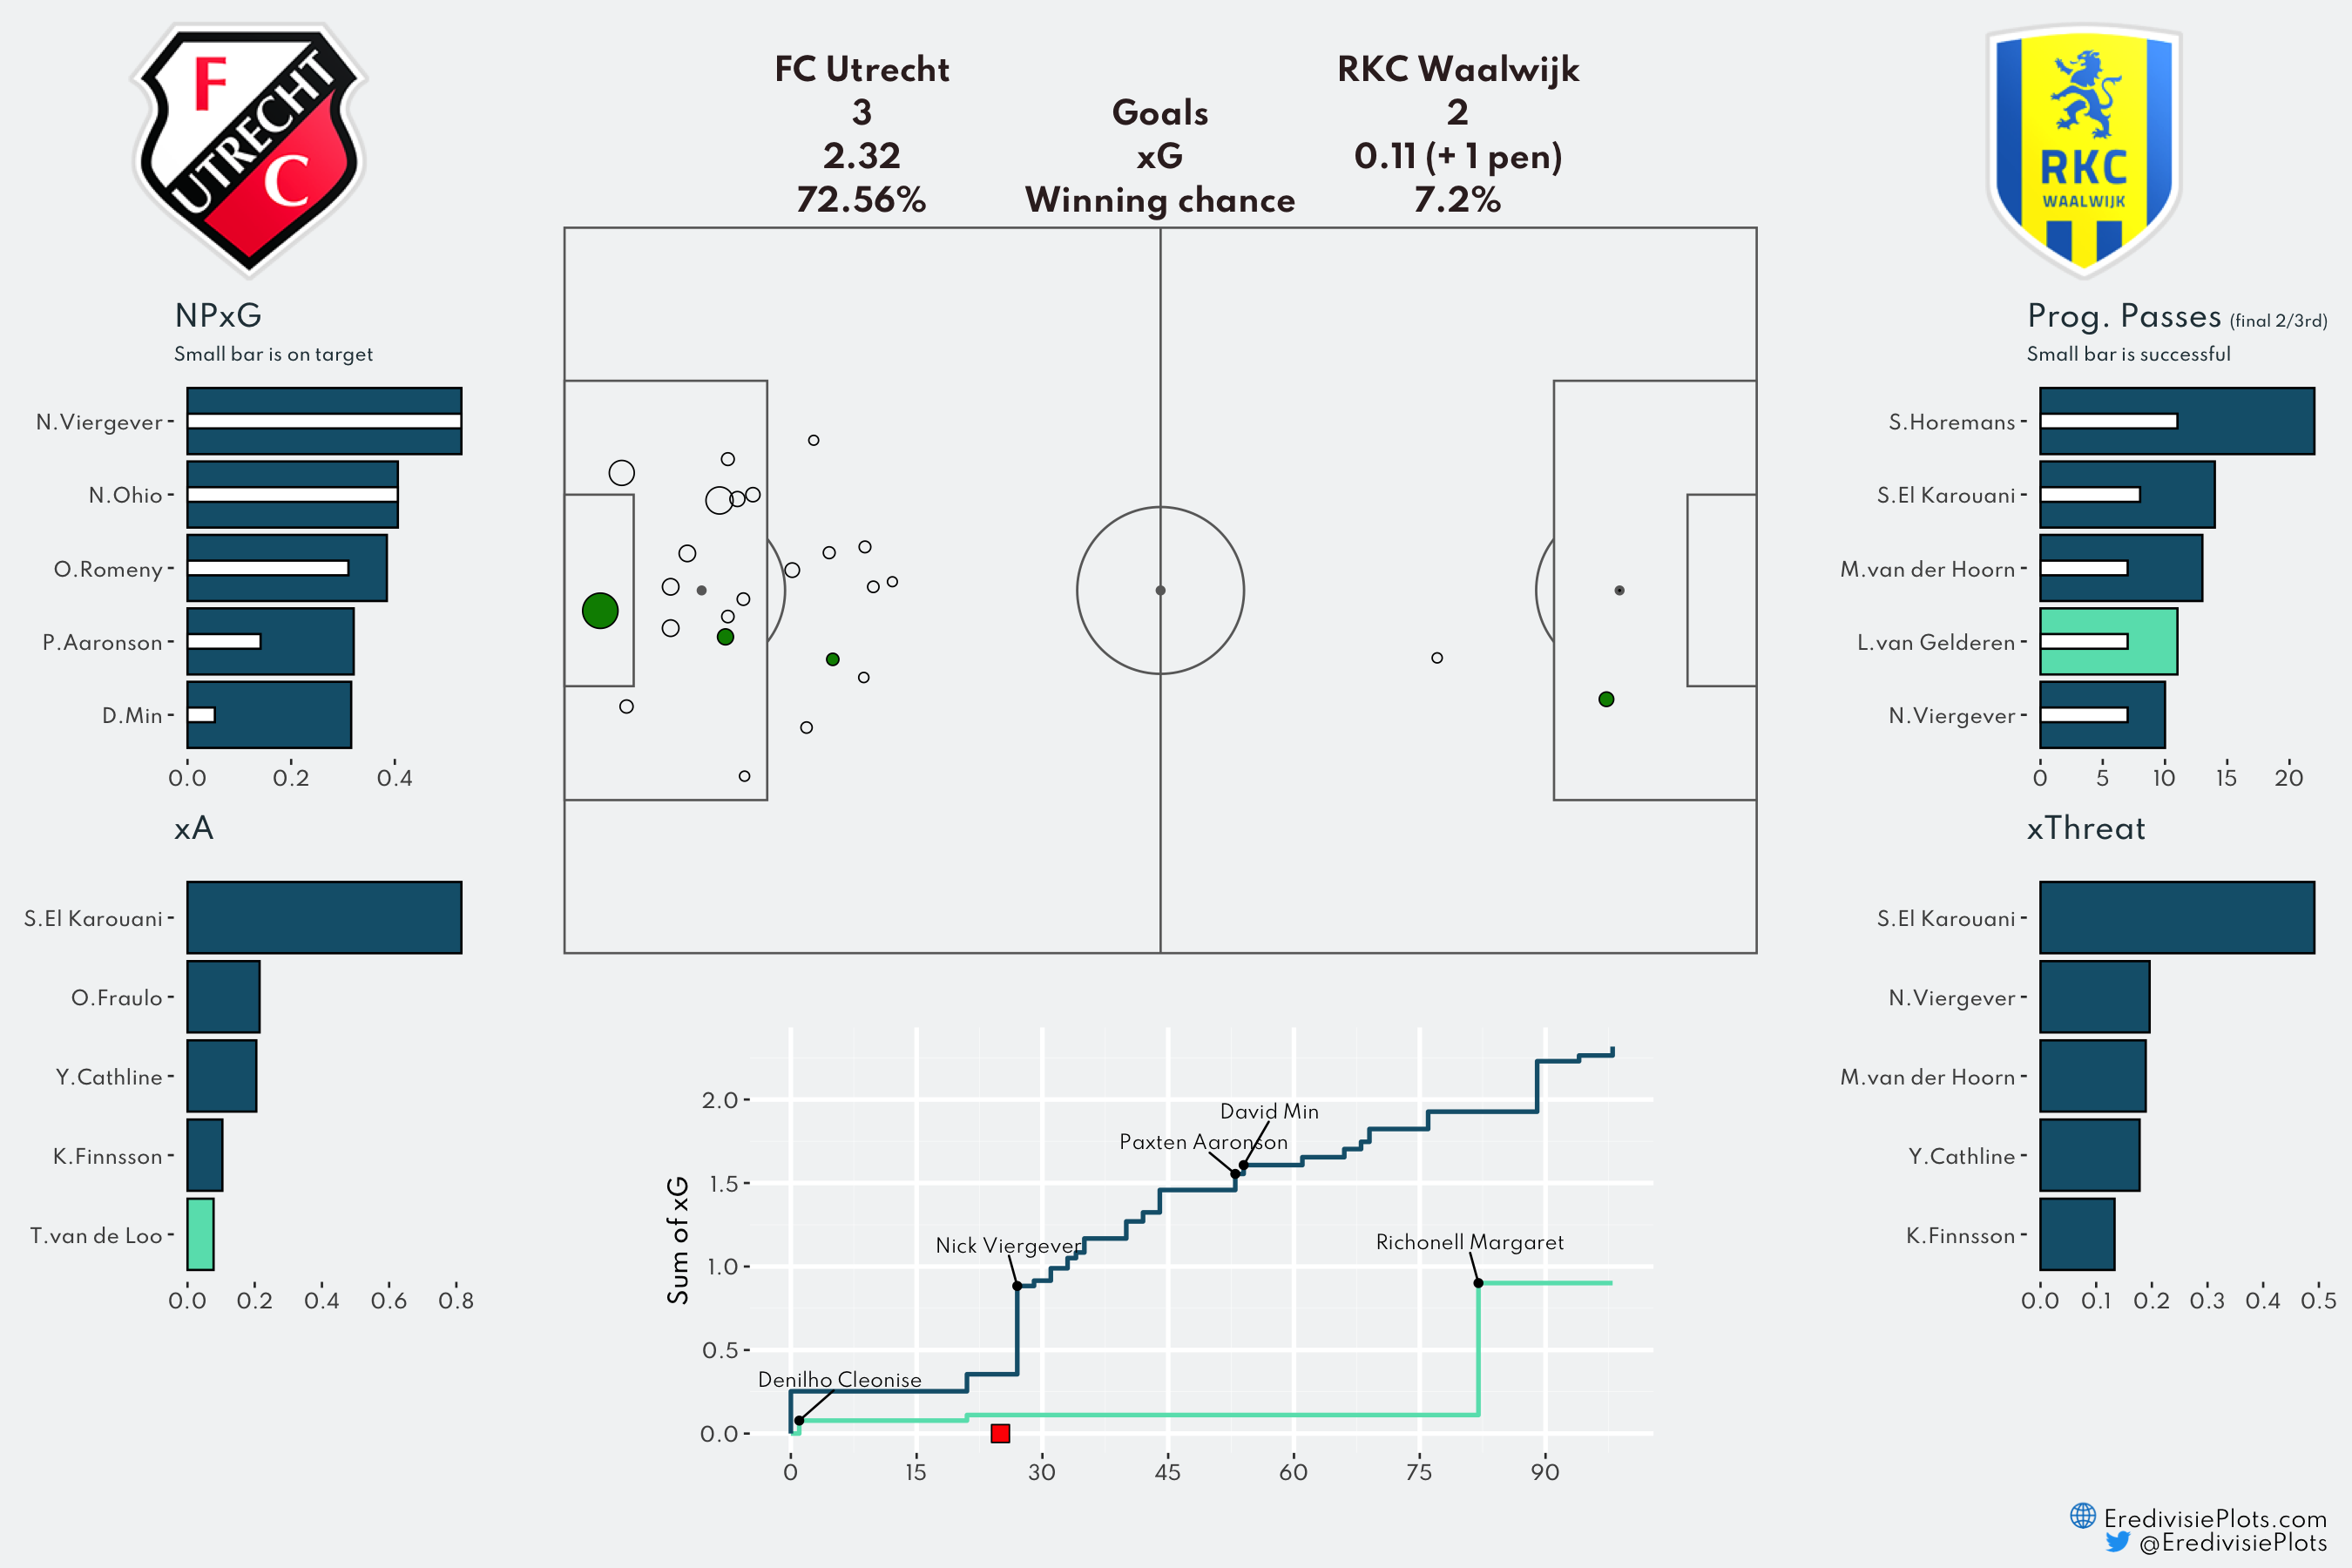 F
UTRECHT
C
FC Utrecht
RKC Waalwijk
3
Goals
2
2.32
xG
0.11 (+ 1 pen)
72.56%
Winning chance
7.2%
RKC
WAALWIJK
NPxG
Small bar is on target
N.Viergever
N.Ohio
O.Romeny
P.Aaronson
D.Min
0.0 0.2 0.4
Prog. Passes (final 2/3rd)
Small bar is successful
S.Horemans
S.El Karouani
M.van der Hoorn
L.van Gelderen
N.Viergever
0 5 10 15 20
xA
S.El Karouani
O.Fraulo
Y.Cathline
K.Finnsson
T.van de Loo
0.0 0.2 0.4 0.6 0.8
Sum of xG
2.0
1.5
1.0
0.5
0.0
David Min
Paxten Aaronson
Nick Viergever
Richonell Margaret
Denilho Cleonise
0 15 30 45 60 75 90
xThreat
S.El Karouani
N.Viergever
M.van der Hoorn
Y.Cathline
K.Finnsson
0.0 0.1 0.2 0.3 0.4 0.5
EredivisiePlots.com
@EredivisiePlots